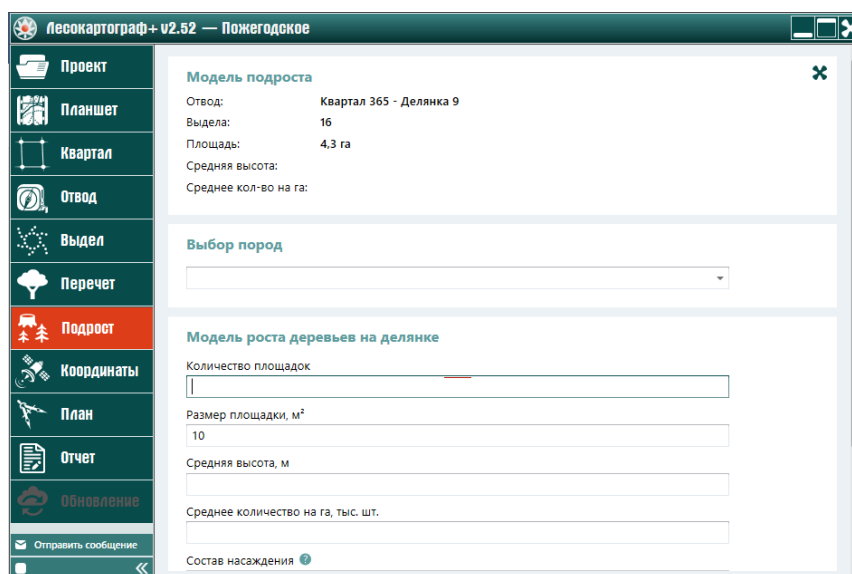 Лесокартограф+ v2.52 — Пожегодское
Проект
Планшет
Квартал
Отвод
Выдел
Перечет
Подрост
Координаты
План
Отчет
Обновление
Отправить сообщение
Модель подроста
Отвод: Квартал 365 - Делянка 9
Выдела: 16
Площадь: 4,3 га
Средняя высота:
Среднее кол-во на га:
Выбор пород
Модель роста деревьев на делянке
Количество площадок
Размер площадки, м²
10
Средняя высота, м
Среднее количество на га, тыс. шт.
Состав насаждения ?